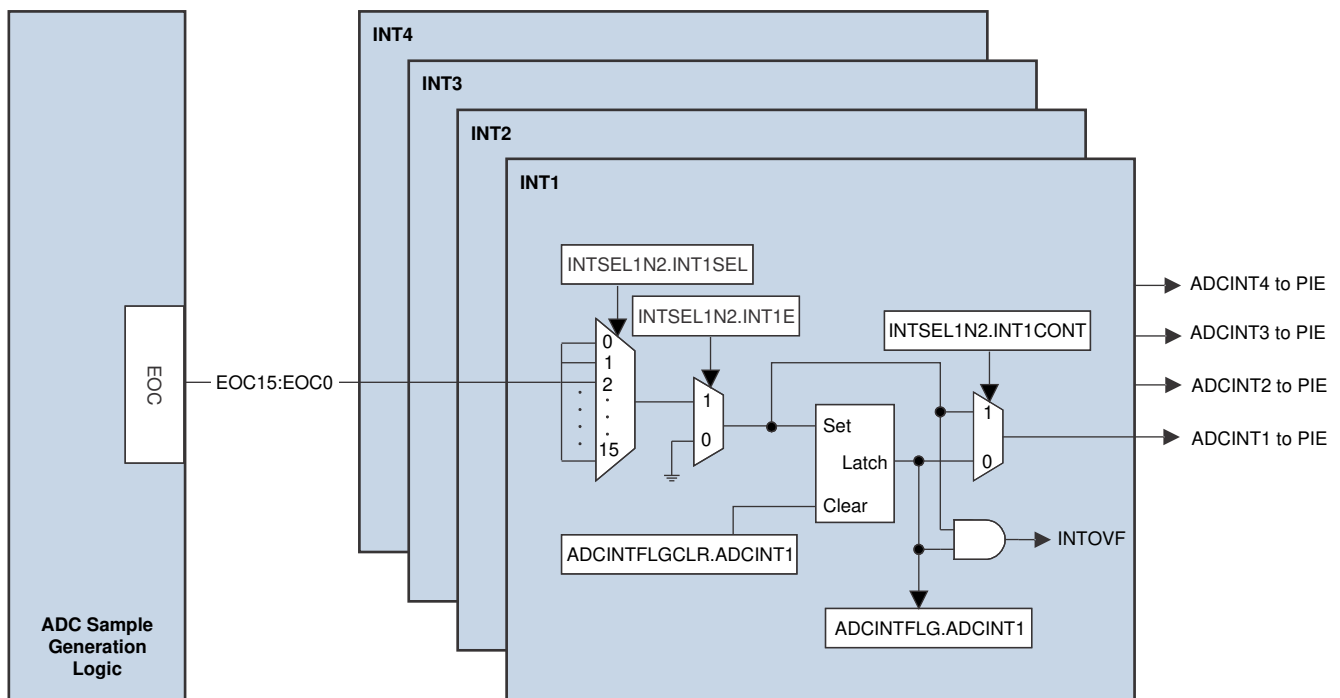 INT4
INT3
INT2
INT1
INTSEL1N2.INT1SEL
INTSEL1N2.INT1E
INTSEL1N2.INT1CONT
0
1
2
15
1
0
Set
Latch
Clear
1
0
EOC
EOC15:EOC0
ADCINTFLGCLR.ADCINT1
ADCINTFLG.ADCINT1
INTOVF
ADCINT4 to PIE
ADCINT3 to PIE
ADCINT2 to PIE
ADCINT1 to PIE
ADC Sample
Generation
Logic